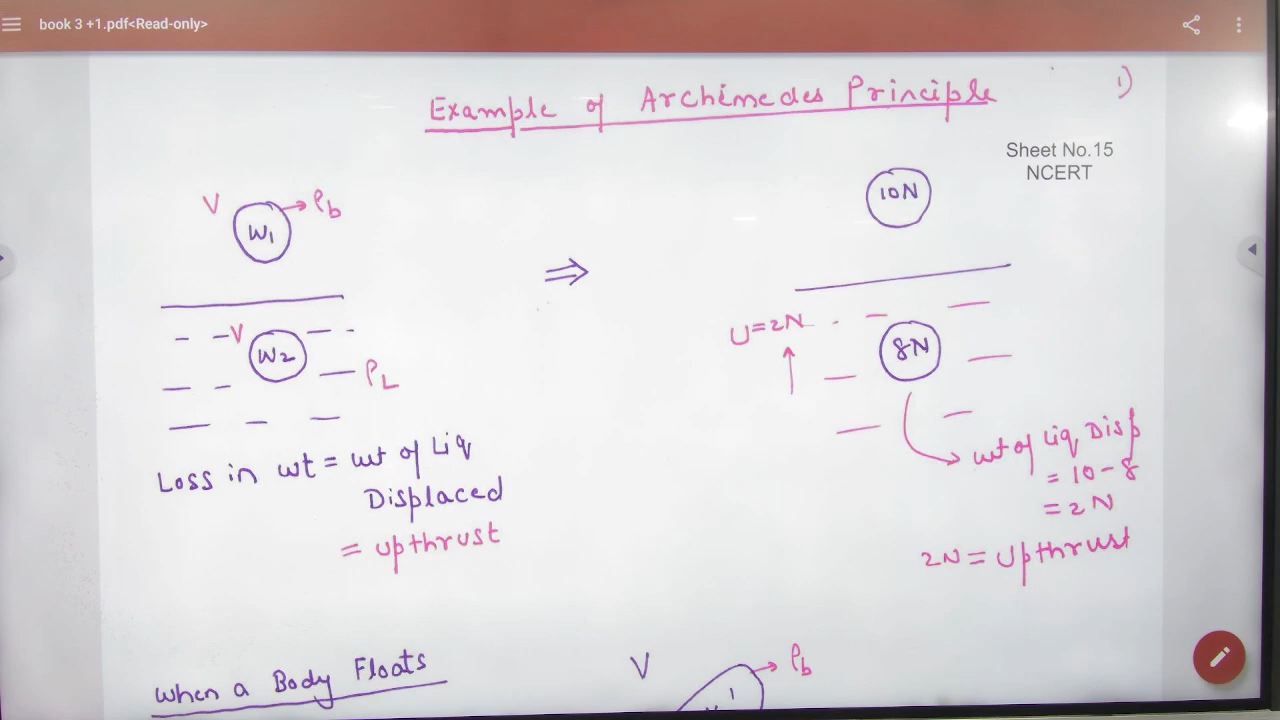 book 3 +1.pdf<Read-only>
Example of Archimedes Principle
1)
Sheet No.15
NCERT
V
ρb
W1
10N
⇒
V
W2
ρL
U=2N
8N
Loss in wt = wt of Liq
Displaced
= upthrust
wt of Liq Disp
= 10-8
= 2N
2N = Upthrust
When a Body Floats
V
ρb